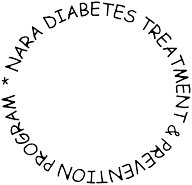 * NARA DIABETES TREATMENT & PREVENTION PROGRAM